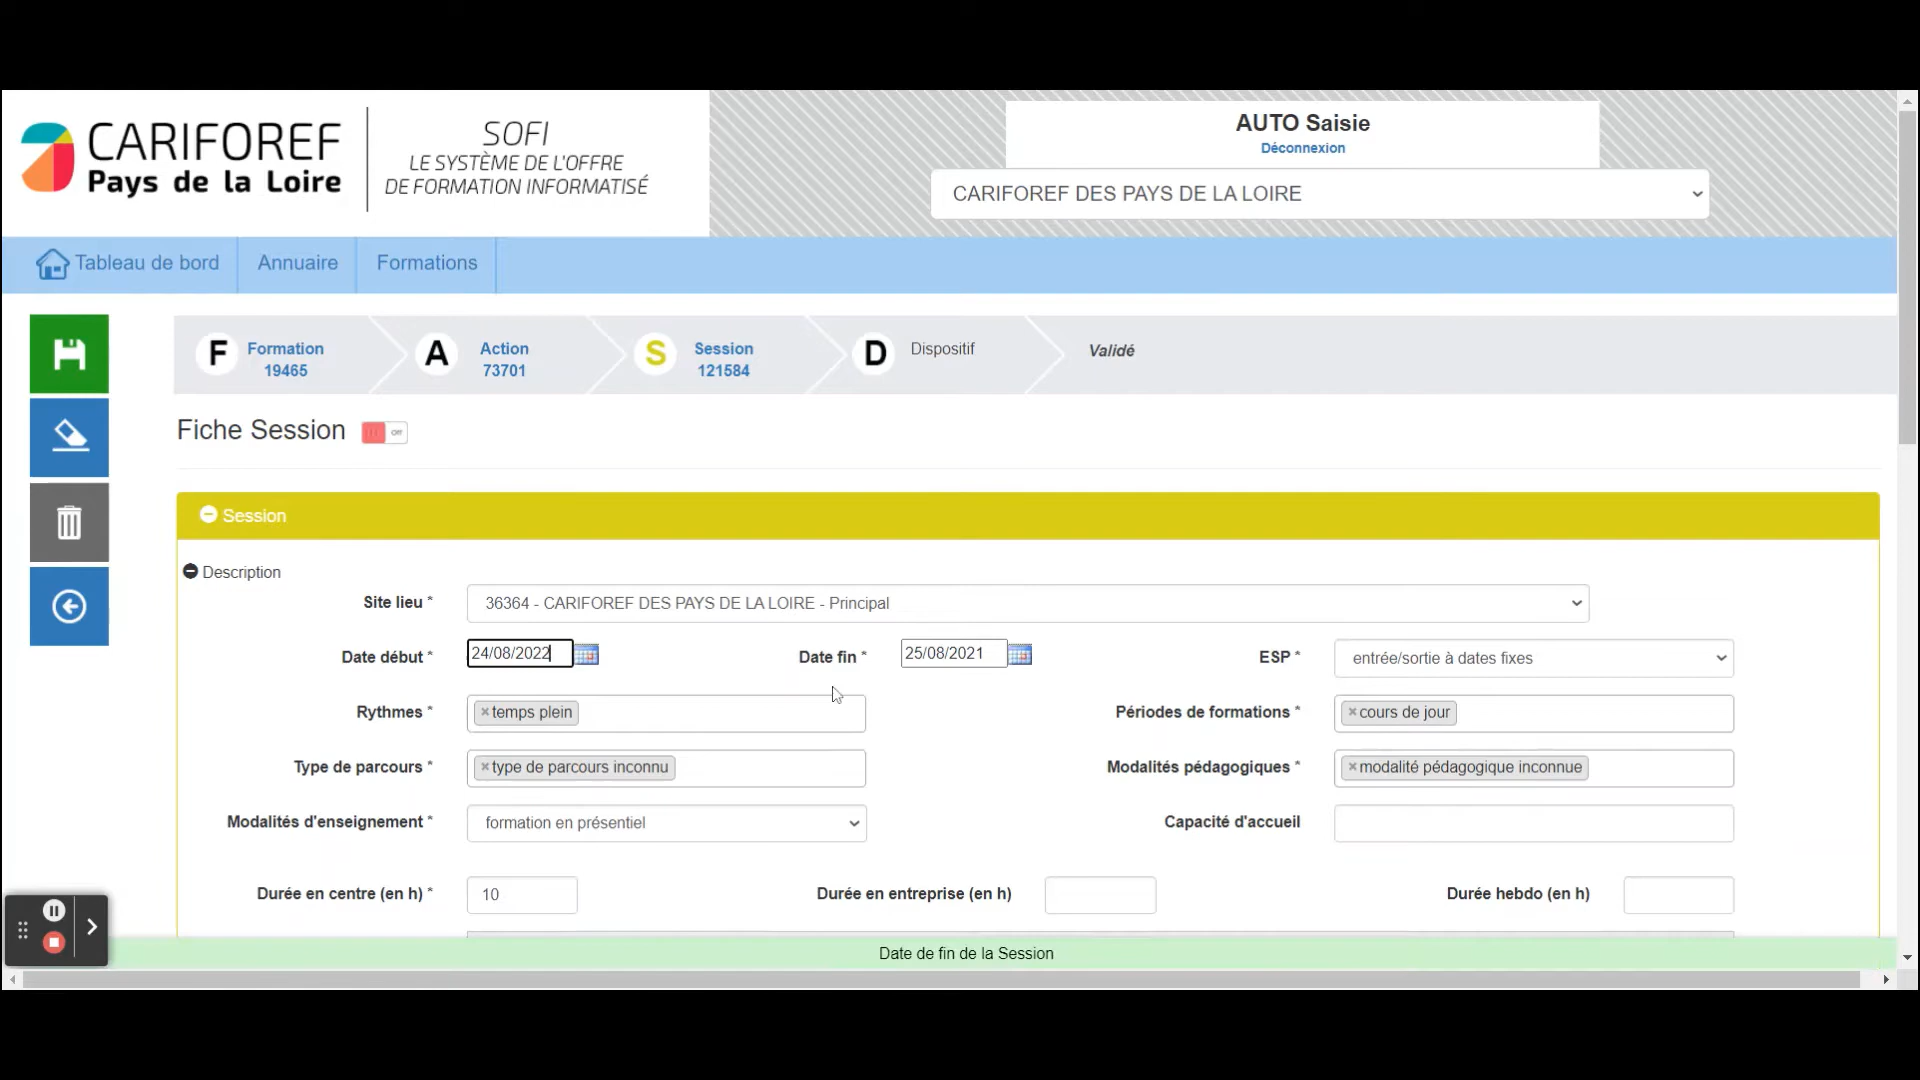 CARIFOREF
Pays de la Loire
SOFI
LE SYSTÈME DE L'OFFRE
DE FORMATION INFORMATISÉ
AUTO Saisie
Déconnexion
CARIFOREF DES PAYS DE LA LOIRE
Tableau de bord
Annuaire
Formations
F Formation 19465
A Action 73701
S Session 121584
D Dispositif
Validé
Fiche Session
Off
Session
Description
Site lieu * 36364 - CARIFOREF DES PAYS DE LA LOIRE - Principal
Date début * 24/08/2022 Date fin * 25/08/2021 ESP * entrée/sortie à dates fixes
Rythmes * ×temps plein Périodes de formations * ×cours de jour
Type de parcours * ×type de parcours inconnu Modalités pédagogiques * ×modalité pédagogique inconnue
Modalités d'enseignement * formation en présentiel Capacité d'accueil
Durée en centre (en h) * 10 Durée en entreprise (en h) Durée hebdo (en h)
Date de fin de la Session